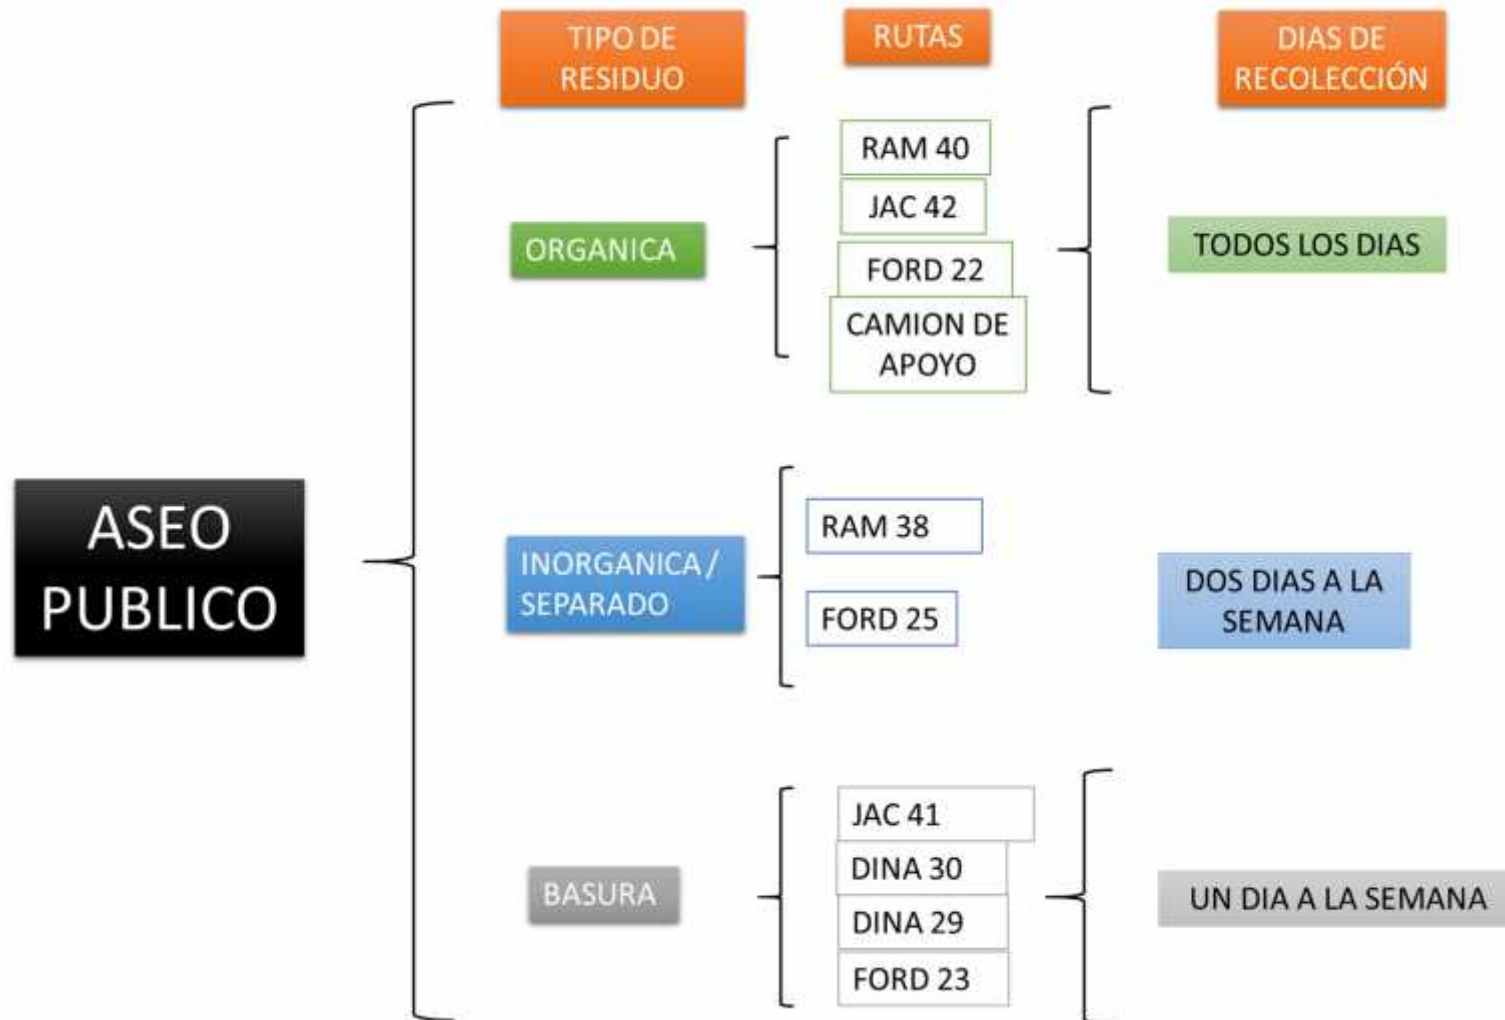 TIPO DE
RESIDUO
RUTAS
DIAS DE
RECOLECCIÓN
ASEO
PUBLICO
ORGANICA
RAM 40
JAC 42
FORD 22
CAMION DE
APOYO
TODOS LOS DIAS
INORGANICA /
SEPARADO
RAM 38
FORD 25
DOS DIAS A LA
SEMANA
BASURA
JAC 41
DINA 30
DINA 29
FORD 23
UN DIA A LA SEMANA